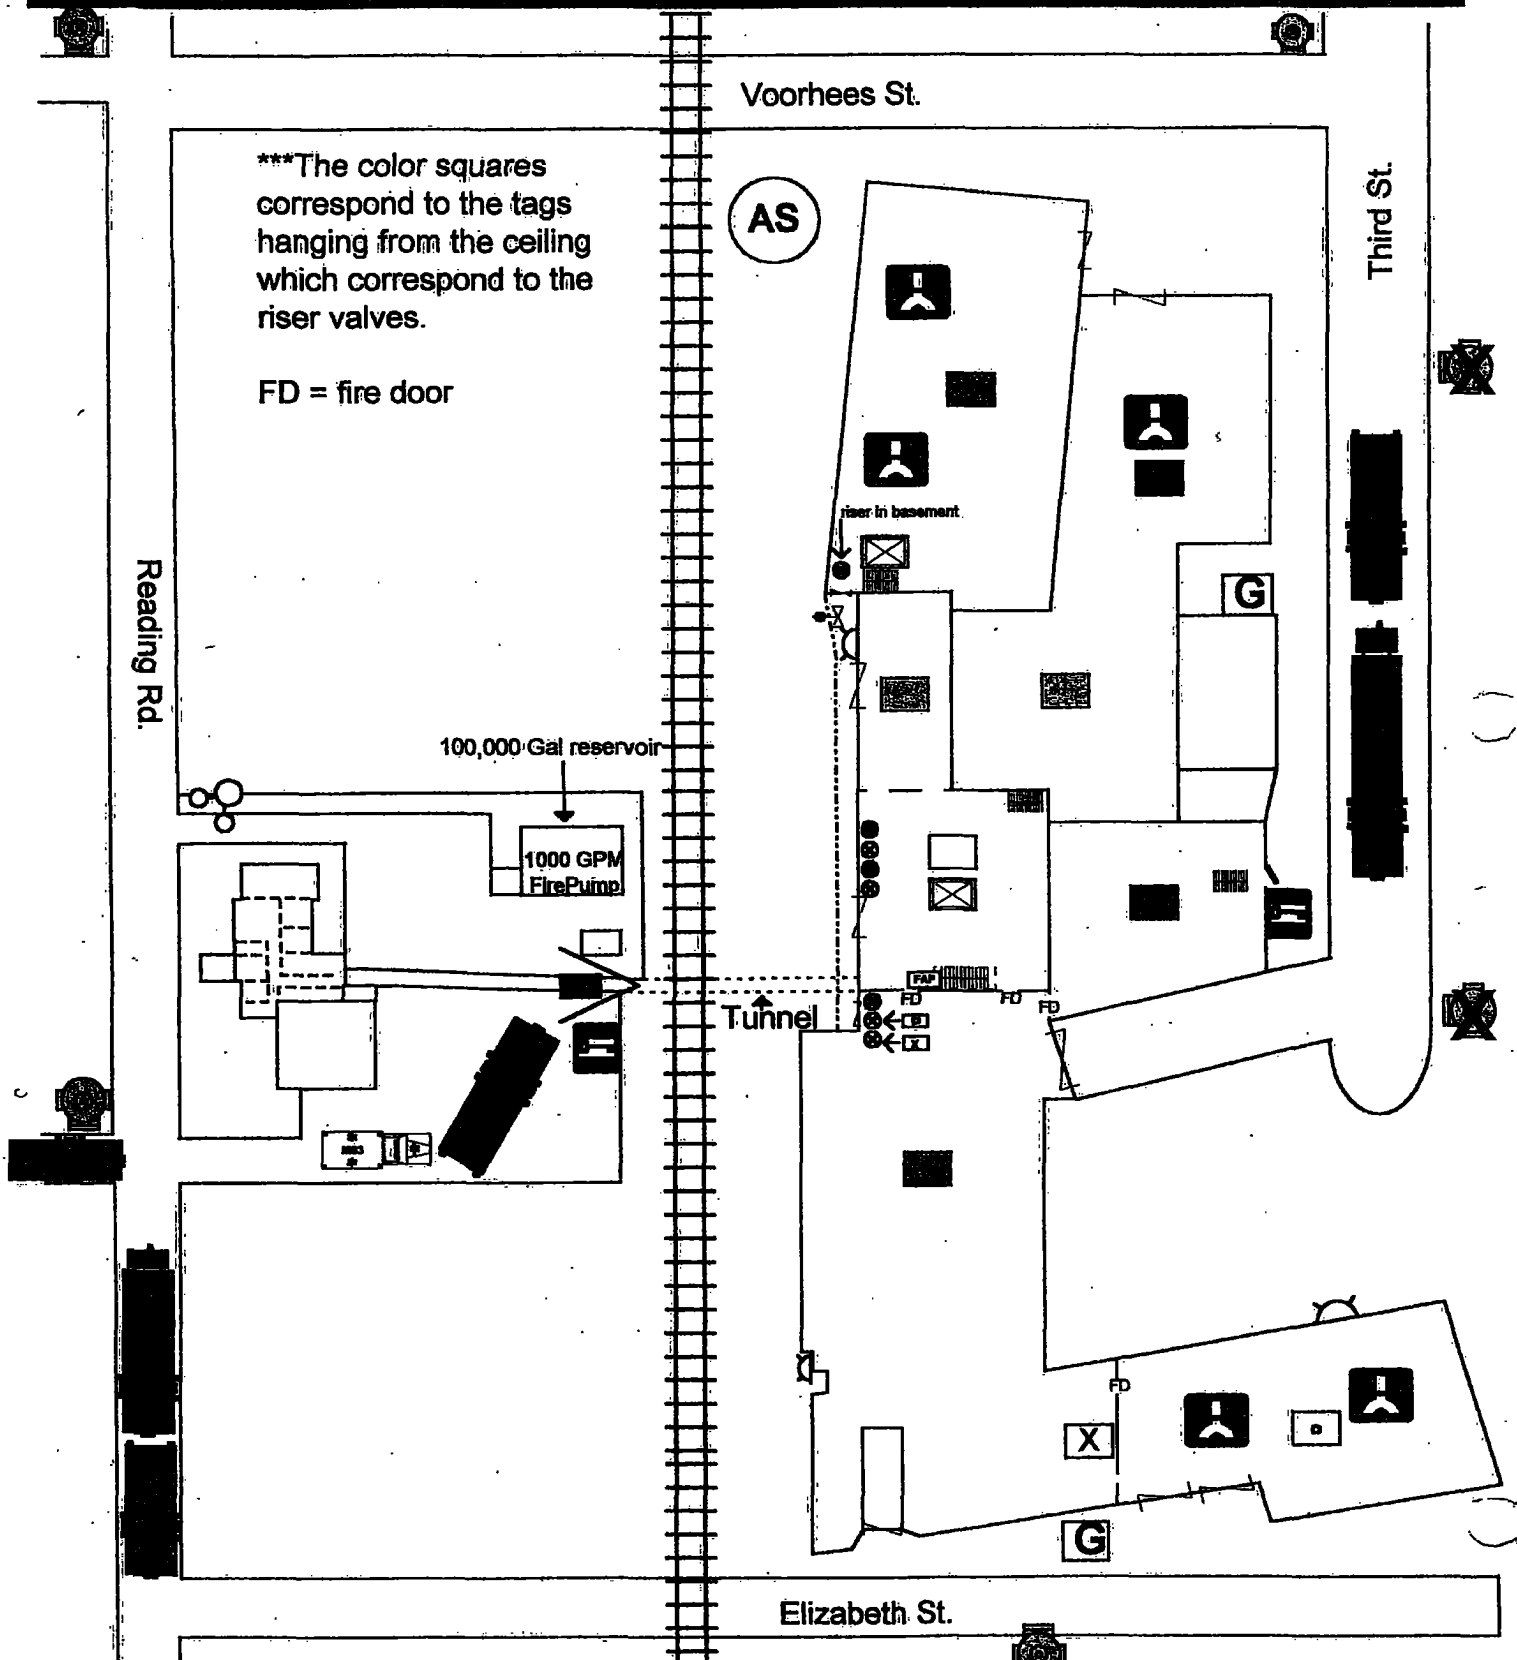 Voorhees St.
***The color squares
correspond to the tags
hanging from the ceiling
which correspond to the
riser valves.
FD = fire door
AS
Third St.
riser in basement
G
Reading Rd.
100,000 Gal reservoir
1000 GPM
FirePump
FAP
FD
FD
FD
Tunnel
X
FD
X
G
Elizabeth St.